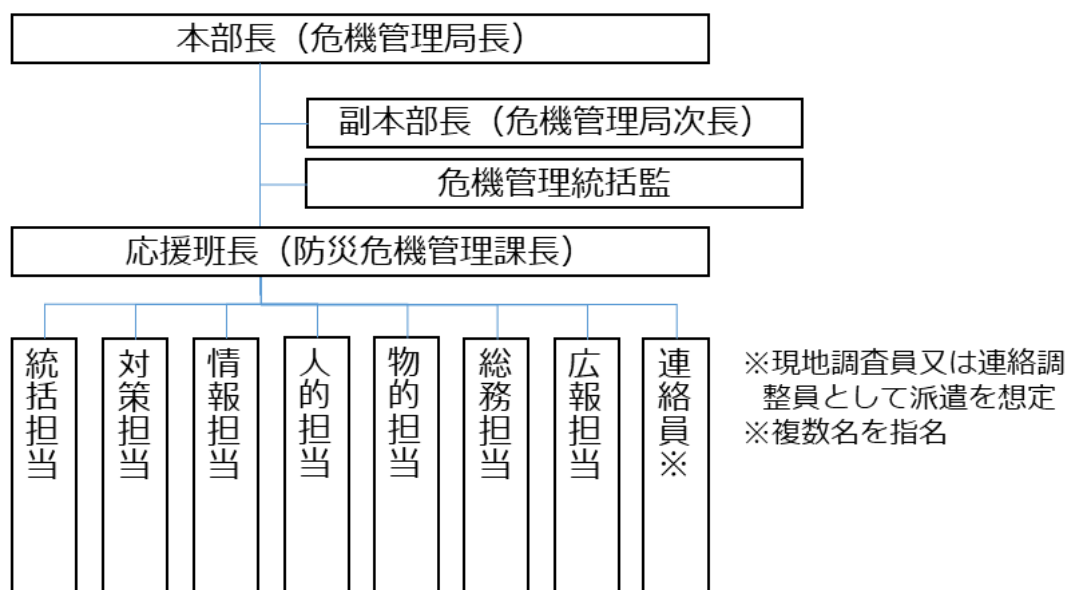 本部長（危機管理局長）
副本部長（危機管理局次長）
危機管理統括監
応援班長（防災危機管理課長）
統括担当
対策担当
情報担当
人的担当
物的担当
総務担当
広報担当
連絡員※
※現地調査員又は連絡調
整員として派遣を想定
※複数名を指名